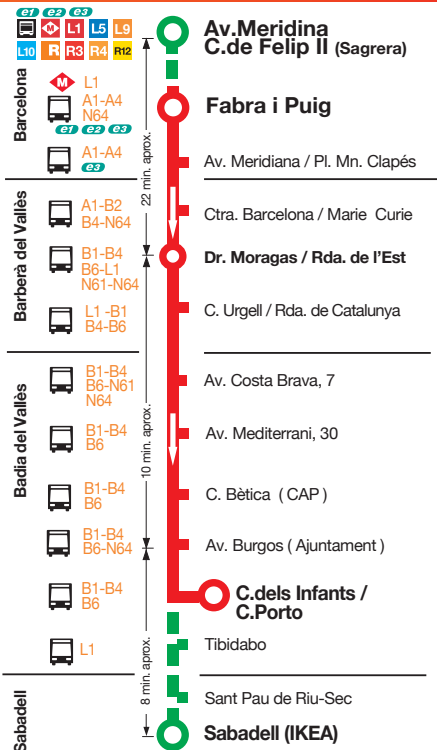 e1 e2 e3
M L1 L5 L9
L10 R R3 R4 R12
Av.Meridina
C.de Felip II (Sagrera)
Barcelona
M L1
A1-A4
N64
e1 e2 e3
Fabra i Puig
A1-A4
e3
Av. Meridiana / Pl. Mn. Clapés
22 min. aprox.
Barberà del Vallès
A1-B2
B4-N64
Ctra. Barcelona / Marie Curie
B1-B4
B6-L1
N61-N64
Dr. Moragas / Rda. de l'Est
L1 -B1
B4-B6
C. Urgell / Rda. de Catalunya
Badia del Vallès
B1-B4
B6-N61
N64
Av. Costa Brava, 7
10 min. aprox.
B1-B4
B6
Av. Mediterrani, 30
B1-B4
B6
C. Bètica ( CAP )
B1-B4
B6-N64
Av. Burgos ( Ajuntament )
B1-B4
B6
C.dels Infants /
C.Porto
8 min. aprox.
L1
Tibidabo
Sabadell
Sant Pau de Riu-Sec
Sabadell (IKEA)